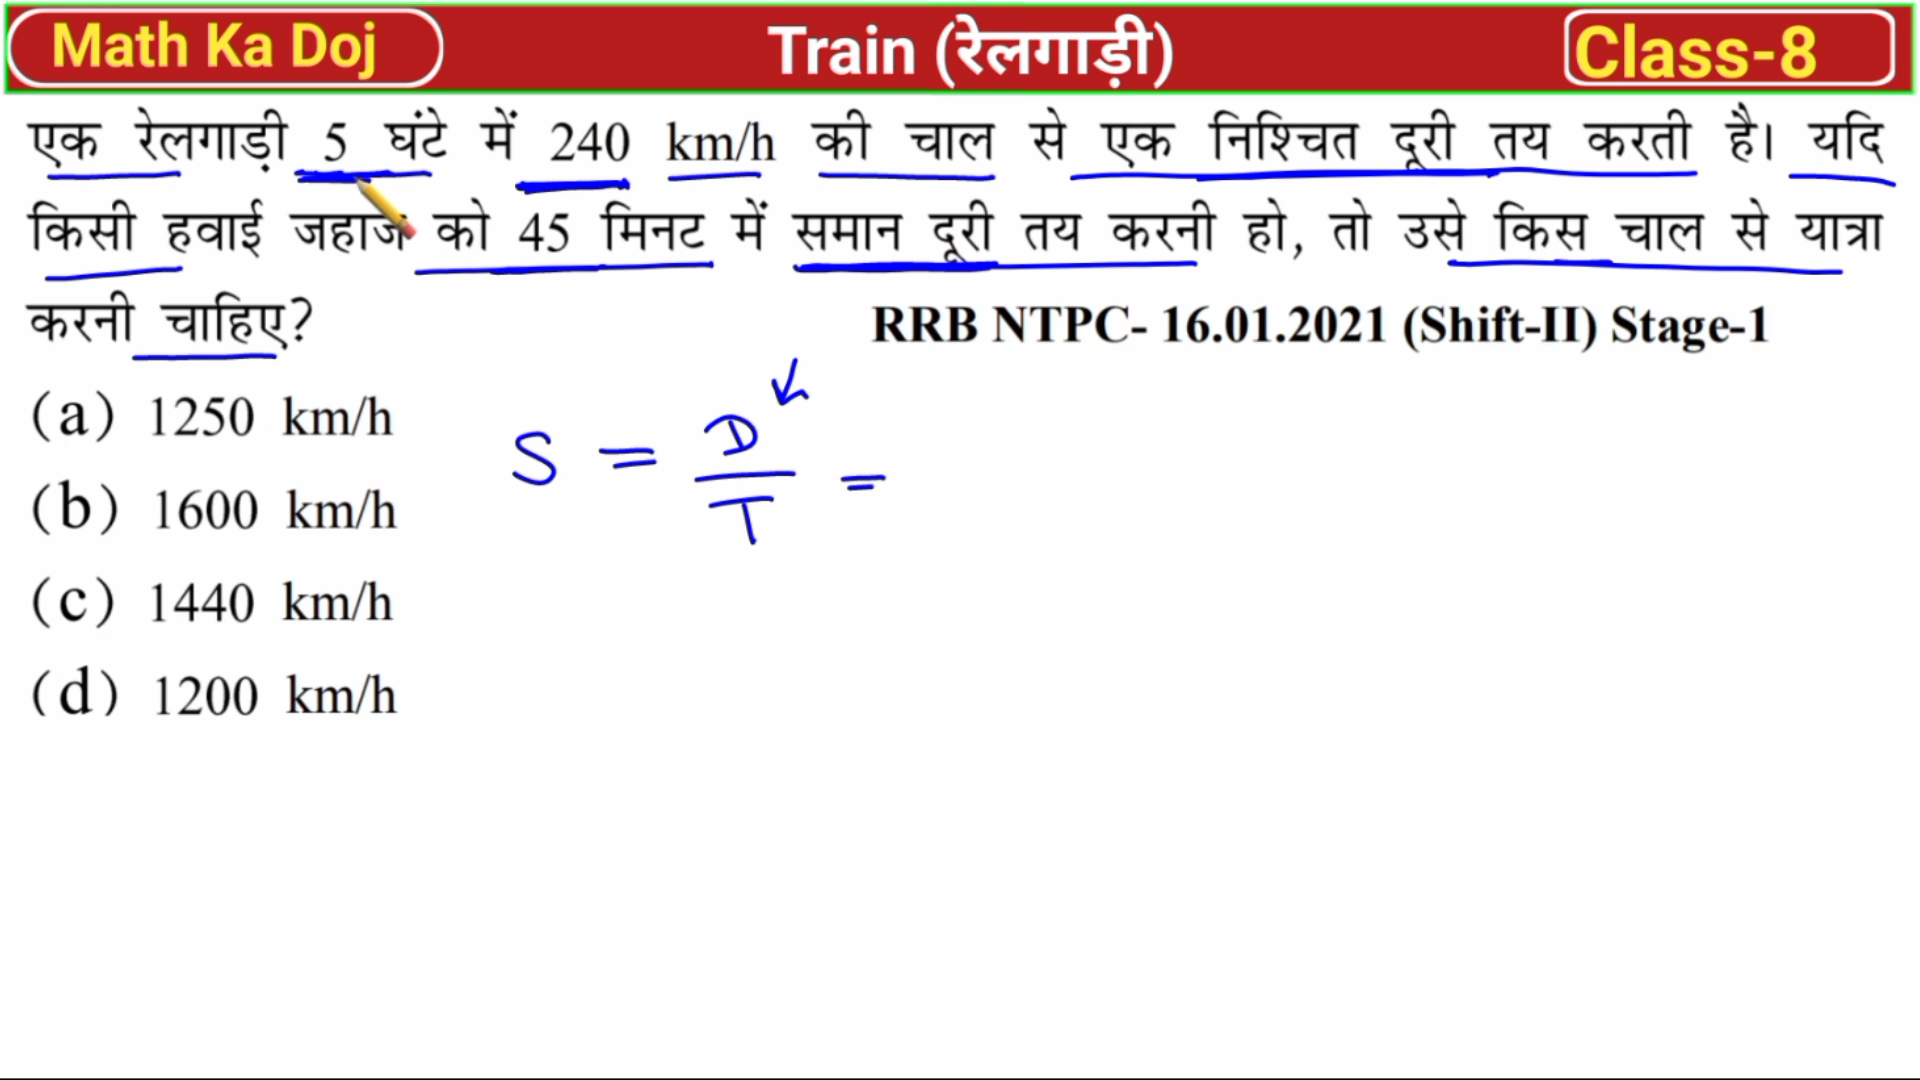 Math Ka Doj
Train (रेलगाड़ी)
Class-8
एक रेलगाड़ी 5 घंटे में 240 km/h की चाल से एक निश्चित दूरी तय करती है। यदि
किसी हवाई जहाज को 45 मिनट में समान दूरी तय करनी हो, तो उसे किस चाल से यात्रा
करनी चाहिए?
RRB NTPC- 16.01.2021 (Shift-II) Stage-1
(a) 1250 km/h
(b) 1600 km/h
(c) 1440 km/h
(d) 1200 km/h
S = D/T =